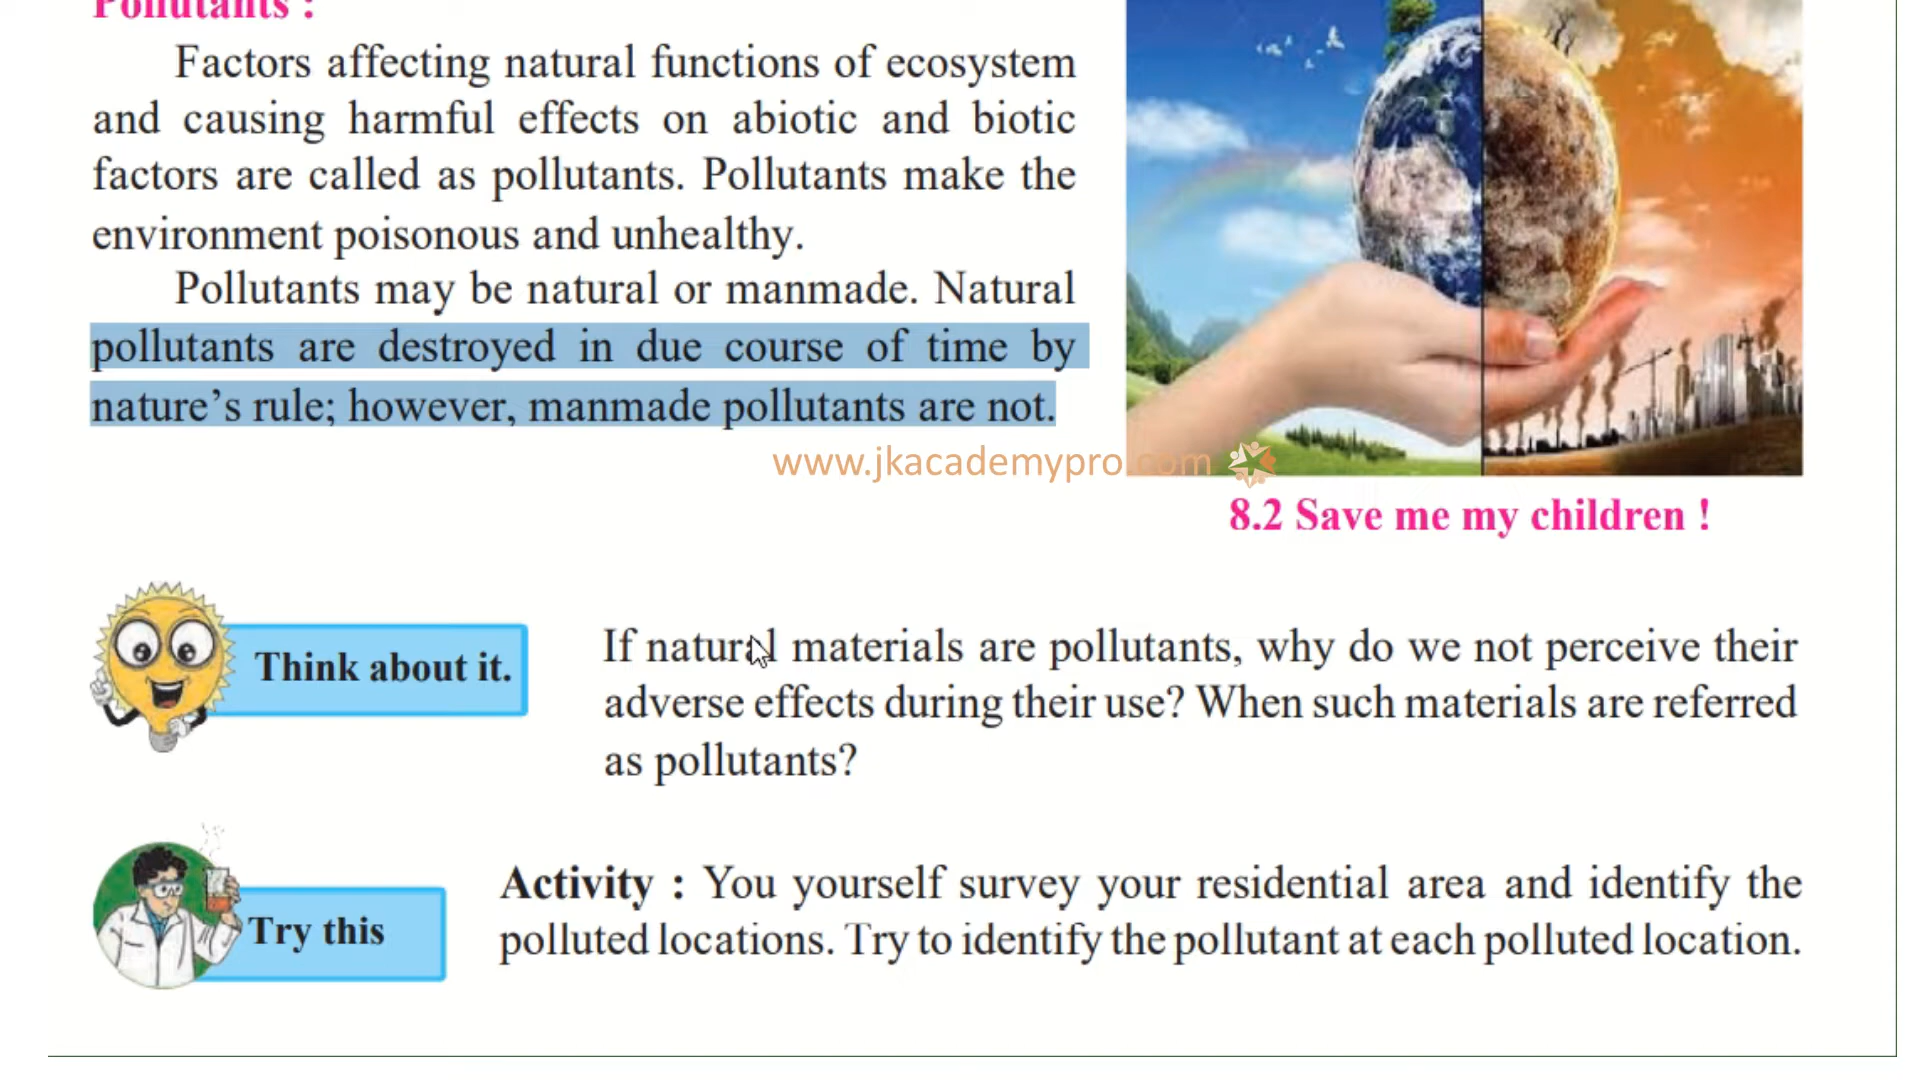 Pollutants :
Factors affecting natural functions of ecosystem
and causing harmful effects on abiotic and biotic
factors are called as pollutants. Pollutants make the
environment poisonous and unhealthy.
Pollutants may be natural or manmade. Natural
pollutants are destroyed in due course of time by
nature’s rule; however, manmade pollutants are not.
www.jkacademypro.com
8.2 Save me my children !
Think about it.
If natural materials are pollutants, why do we not perceive their
adverse effects during their use? When such materials are referred
as pollutants?
Try this
Activity : You yourself survey your residential area and identify the
polluted locations. Try to identify the pollutant at each polluted location.